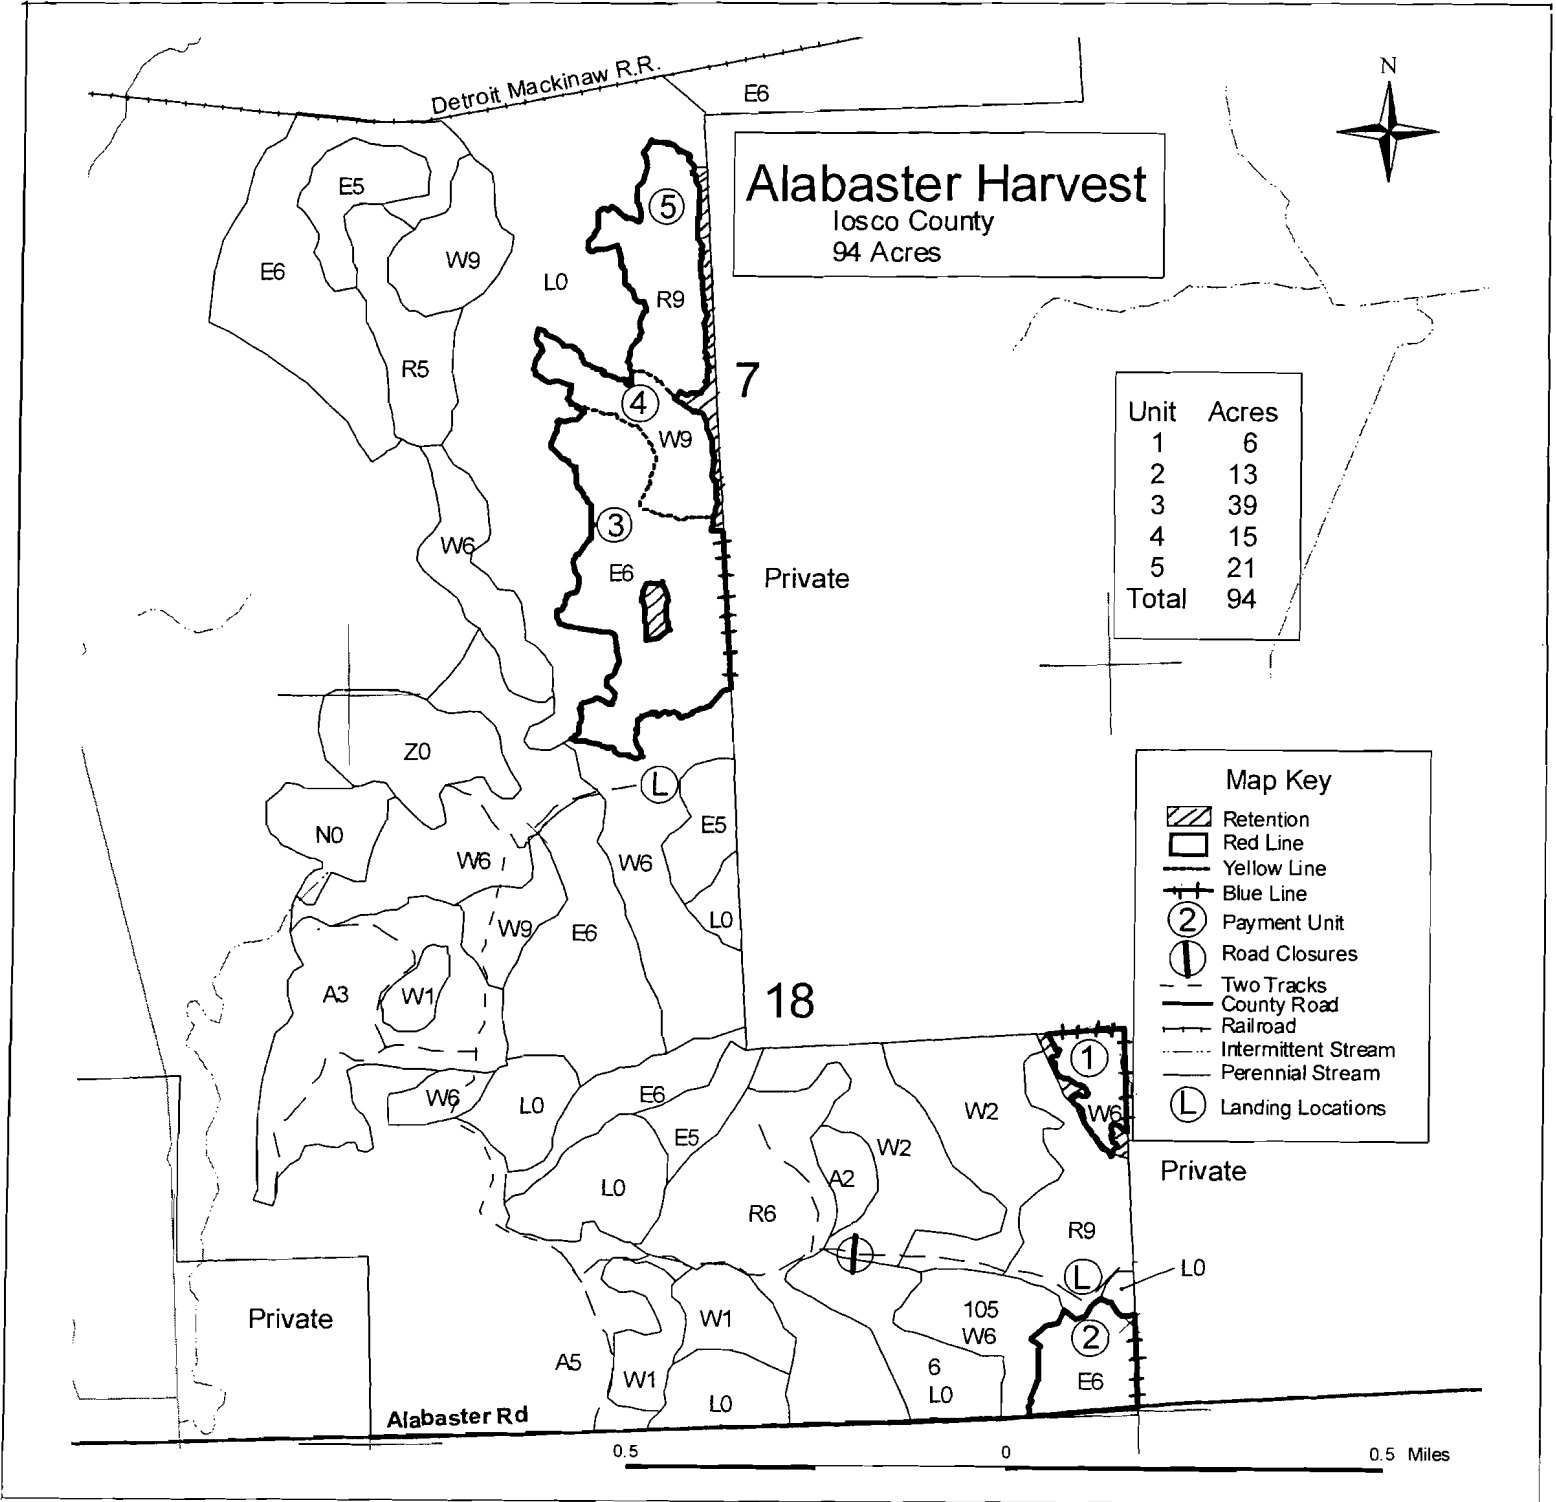 Detroit Mackinaw R.R.
E6
N
Alabaster Harvest
Iosco County
94 Acres
E5
5
W9
E6
L0
R9
R5
7
4
W9
Unit Acres
1 6
2 13
3 39
4 15
5 21
Total 94
3
W6
E6
Private
Z0
L
N0
E5
W6
W6
L0
W9
E6
A3
W1
18
Map Key
Retention
Red Line
Yellow Line
Blue Line
2 Payment Unit
Road Closures
Two Tracks
County Road
Railroad
Intermittent Stream
Perennial Stream
L Landing Locations
1
W6
W6
L0
E6
E5
W2
W2
A2
L0
R6
Private
R9
L
L0
Private
W1
105
W6
2
A5
W1
6
L0
E6
L0
Alabaster Rd
0.5 0 0.5 Miles